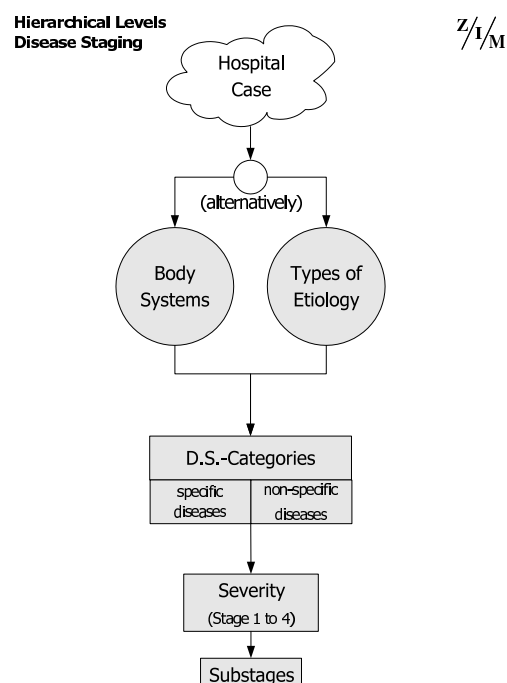 Hierarchical Levels
Disease Staging
Z/I/M
Hospital
Case
(alternatively)
Body
Systems
Types of
Etiology
D.S.-Categories
specific
diseases
non-specific
diseases
Severity
(Stage 1 to 4)
Substages